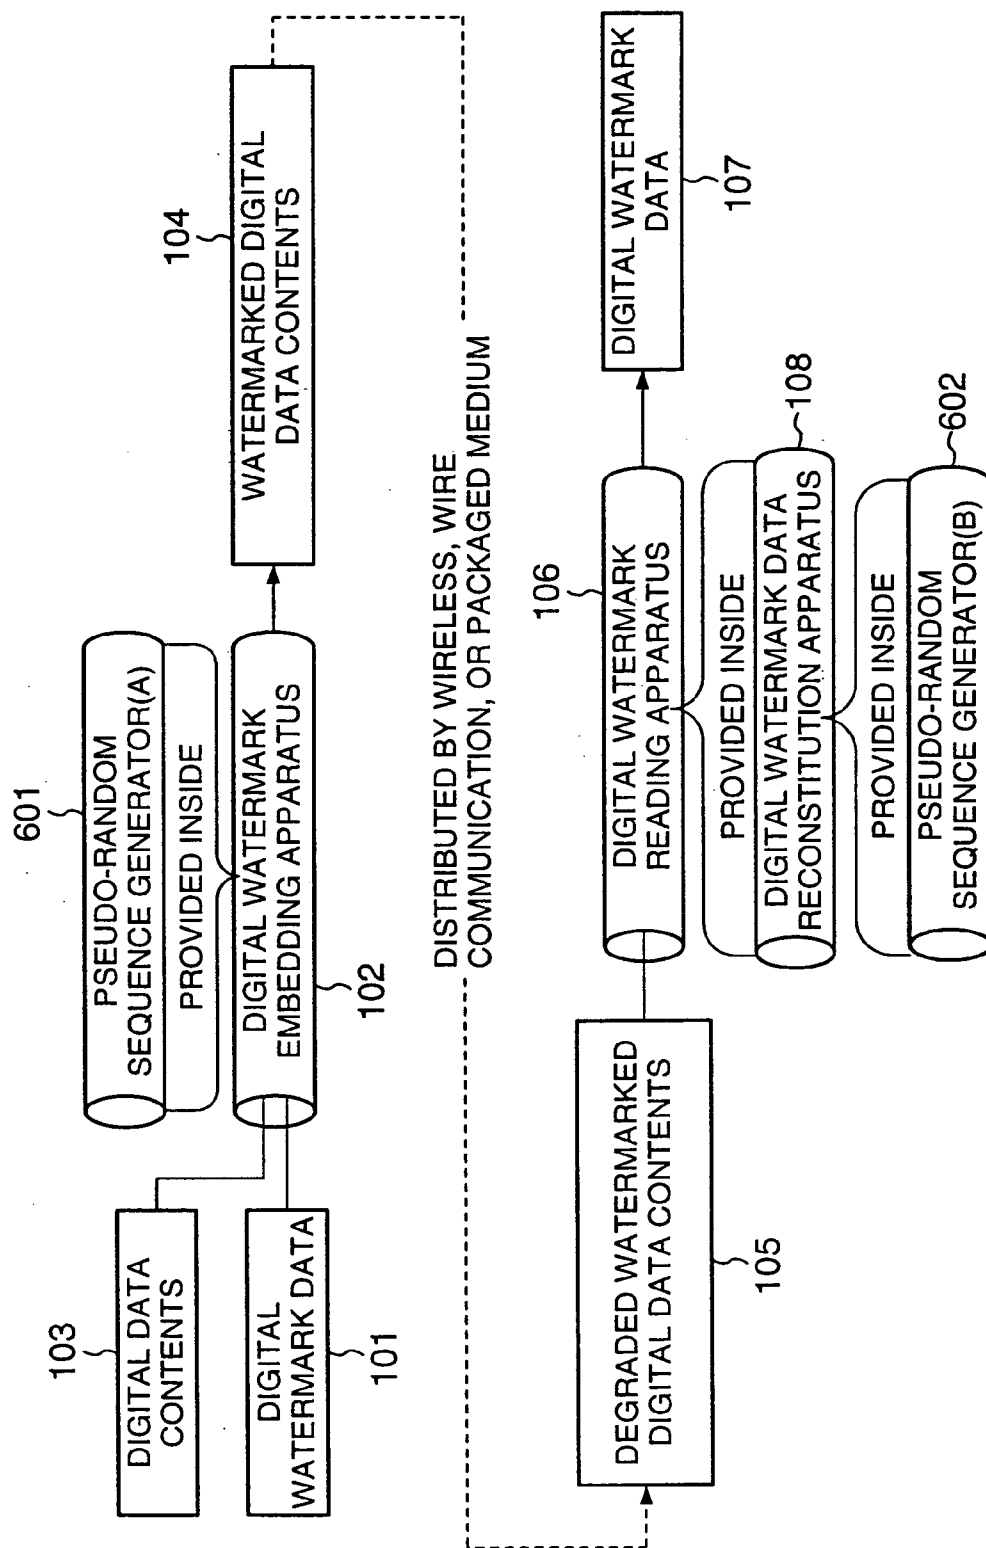 601
PSEUDO-RANDOM
SEQUENCE GENERATOR(A)
PROVIDED INSIDE
103
DIGITAL DATA
CONTENTS
DIGITAL
WATERMARK DATA
101
DIGITAL WATERMARK
EMBEDDING APPARATUS
102
104
WATERMARKED DIGITAL
DATA CONTENTS
DISTRIBUTED BY WIRELESS, WIRE
COMMUNICATION, OR PACKAGED MEDIUM
DEGRADED WATERMARKED
DIGITAL DATA CONTENTS
105
106
DIGITAL WATERMARK
READING APPARATUS
PROVIDED INSIDE
DIGITAL WATERMARK DATA
RECONSTITUTION APPARATUS
108
PROVIDED INSIDE
PSEUDO-RANDOM
SEQUENCE GENERATOR(B)
602
DIGITAL WATERMARK
DATA
107